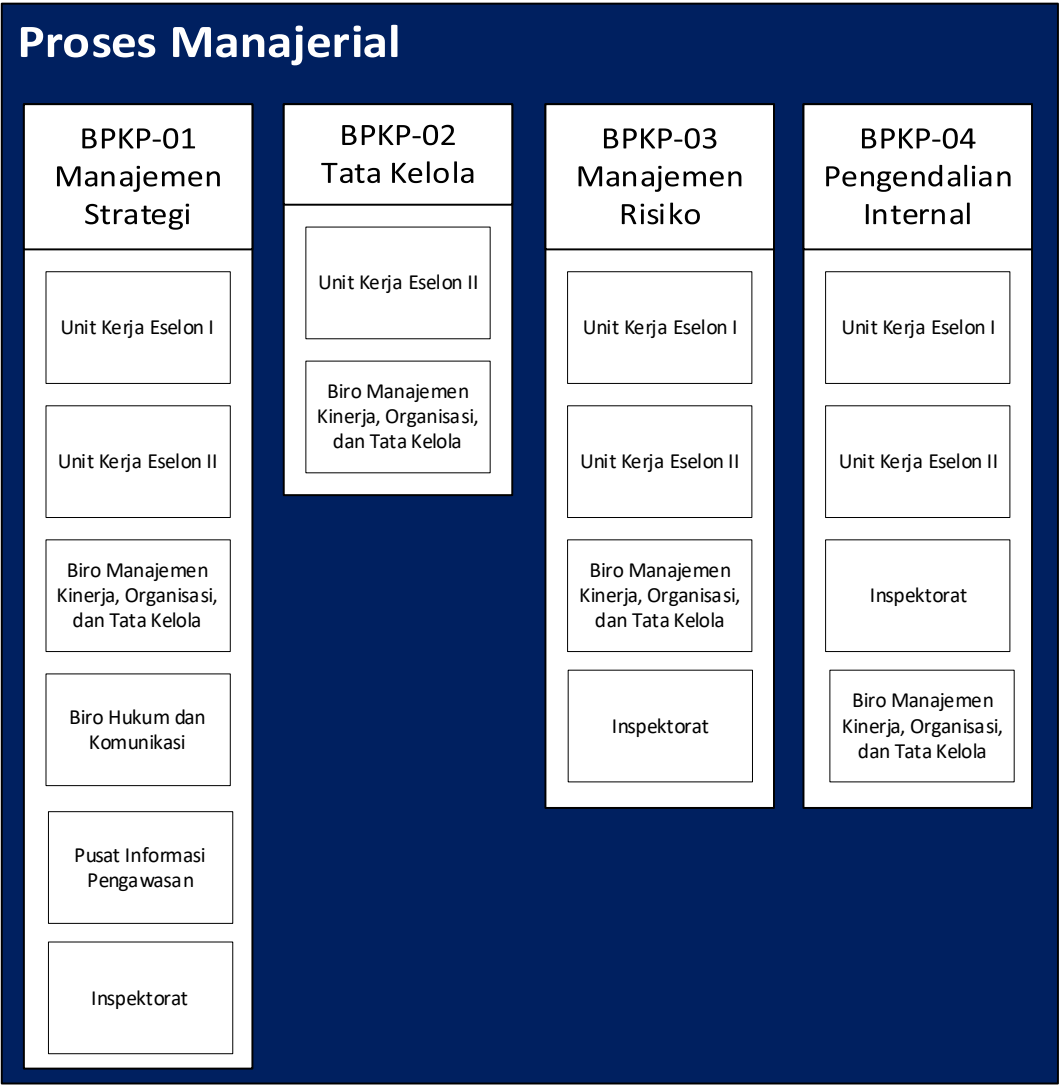 Proses Manajerial
BPKP-01
Manajemen
Strategi
Unit Kerja Eselon I
Unit Kerja Eselon II
Biro Manajemen
Kinerja, Organisasi,
dan Tata Kelola
Biro Hukum dan
Komunikasi
Pusat Informasi
Pengawasan
Inspektorat
BPKP-02
Tata Kelola
Unit Kerja Eselon II
Biro Manajemen
Kinerja, Organisasi,
dan Tata Kelola
BPKP-03
Manajemen
Risiko
Unit Kerja Eselon I
Unit Kerja Eselon II
Biro Manajemen
Kinerja, Organisasi,
dan Tata Kelola
Inspektorat
BPKP-04
Pengendalian
Internal
Unit Kerja Eselon I
Unit Kerja Eselon II
Inspektorat
Biro Manajemen
Kinerja, Organisasi,
dan Tata Kelola